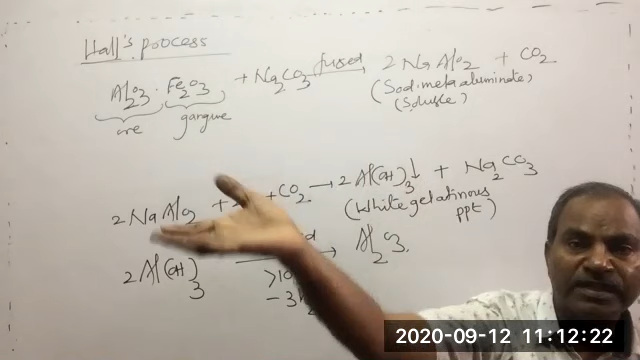 Hall's process
Al2O3. Fe2O3 + Na2CO3 fused 2 NaAlO2 + CO2
ore gangue (Sod. meta aluminate)
(Soluble)
2 NaAlO2 + + CO2 → 2 Al(OH)3↓ + Na2CO3
(White gelatinous
ppt)
2 Al(OH)3 → Al2O3.
2020-09-12 11:12:22